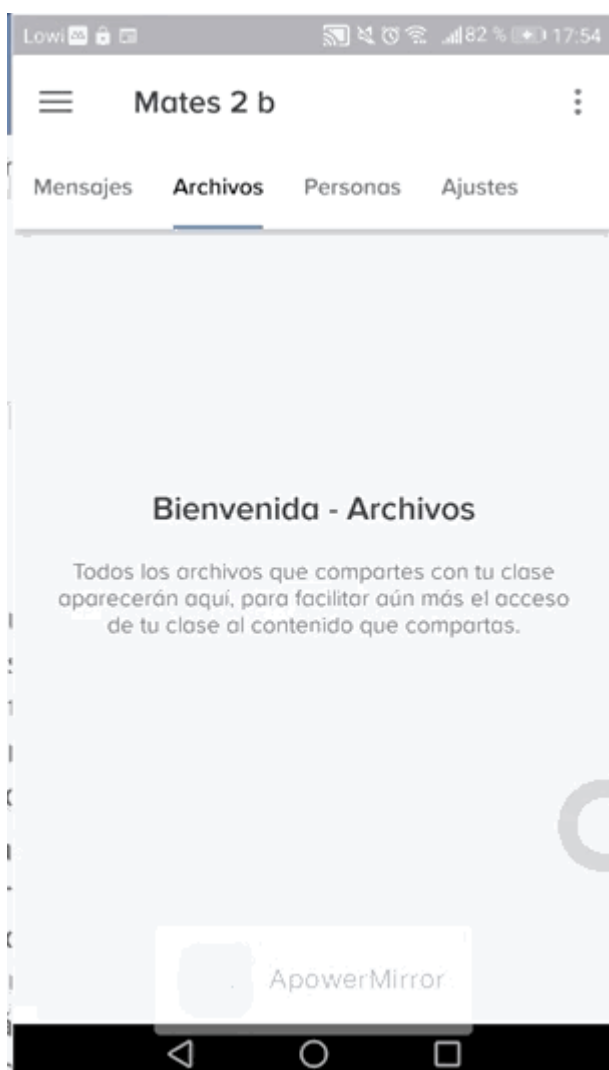 Lowi 82 % 17:54
Mates 2 b
Mensajes Archivos Personas Ajustes
Bienvenida - Archivos
Todos los archivos que compartes con tu clase
aparecerán aquí, para facilitar aún más el acceso
de tu clase al contenido que compartas.
ApowerMirror